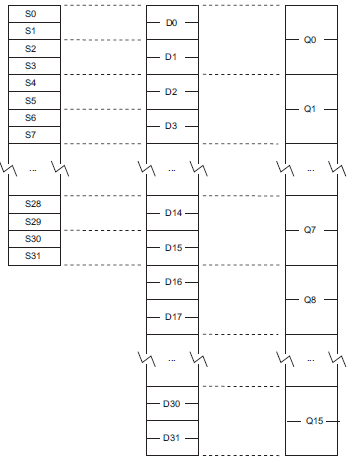 S0
S1
S2
S3
S4
S5
S6
S7
...
S28
S29
S30
S31
D0
D1
D2
D3
...
D14
D15
D16
D17
...
D30
D31
Q0
Q1
...
Q7
Q8
...
Q15